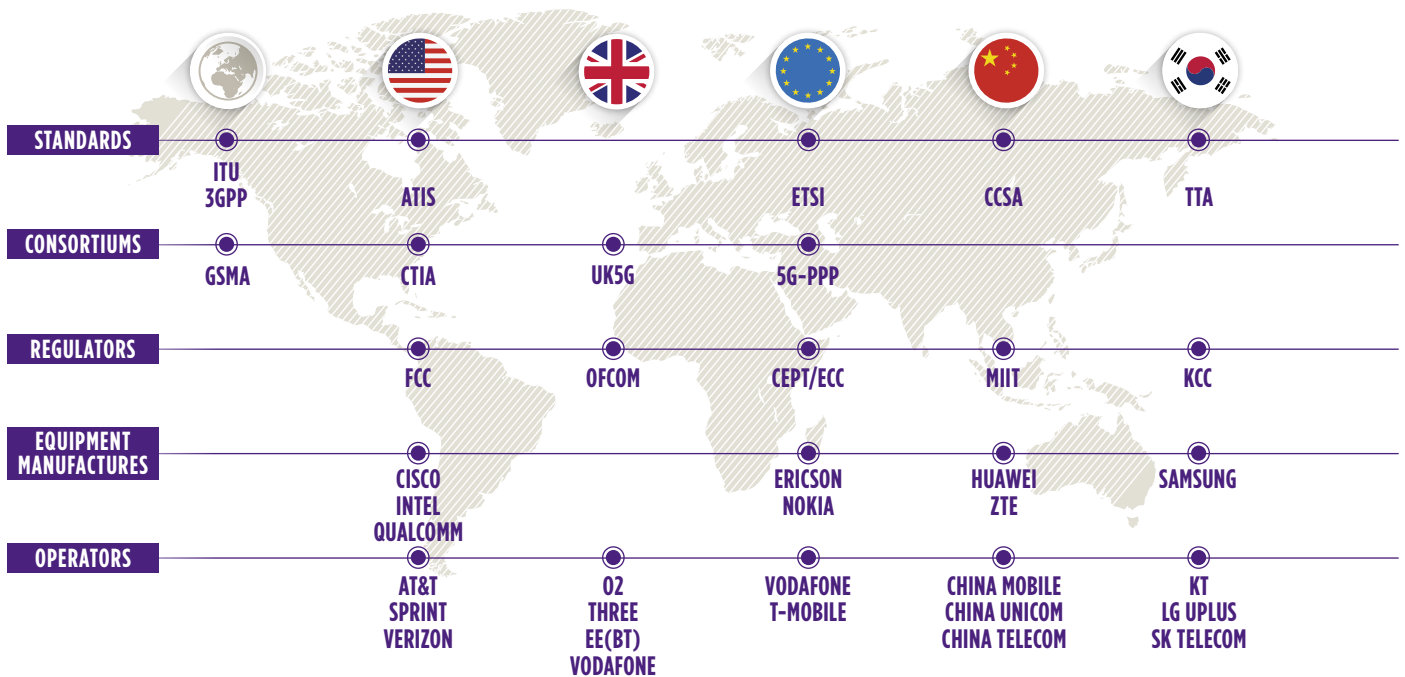 STANDARDS
ITU
3GPP
ATIS
ETSI
CCSA
TTA
CONSORTIUMS
GSMA
CTIA
UK5G
5G-PPP
REGULATORS
FCC
OFCOM
CEPT/ECC
MIIT
KCC
EQUIPMENT
MANUFACTURES
CISCO
INTEL
QUALCOMM
ERICSON
NOKIA
HUAWEI
ZTE
SAMSUNG
OPERATORS
AT&T
SPRINT
VERIZON
O2
THREE
EE(BT)
VODAFONE
VODAFONE
T-MOBILE
CHINA MOBILE
CHINA UNICOM
CHINA TELECOM
KT
LG UPLUS
SK TELECOM